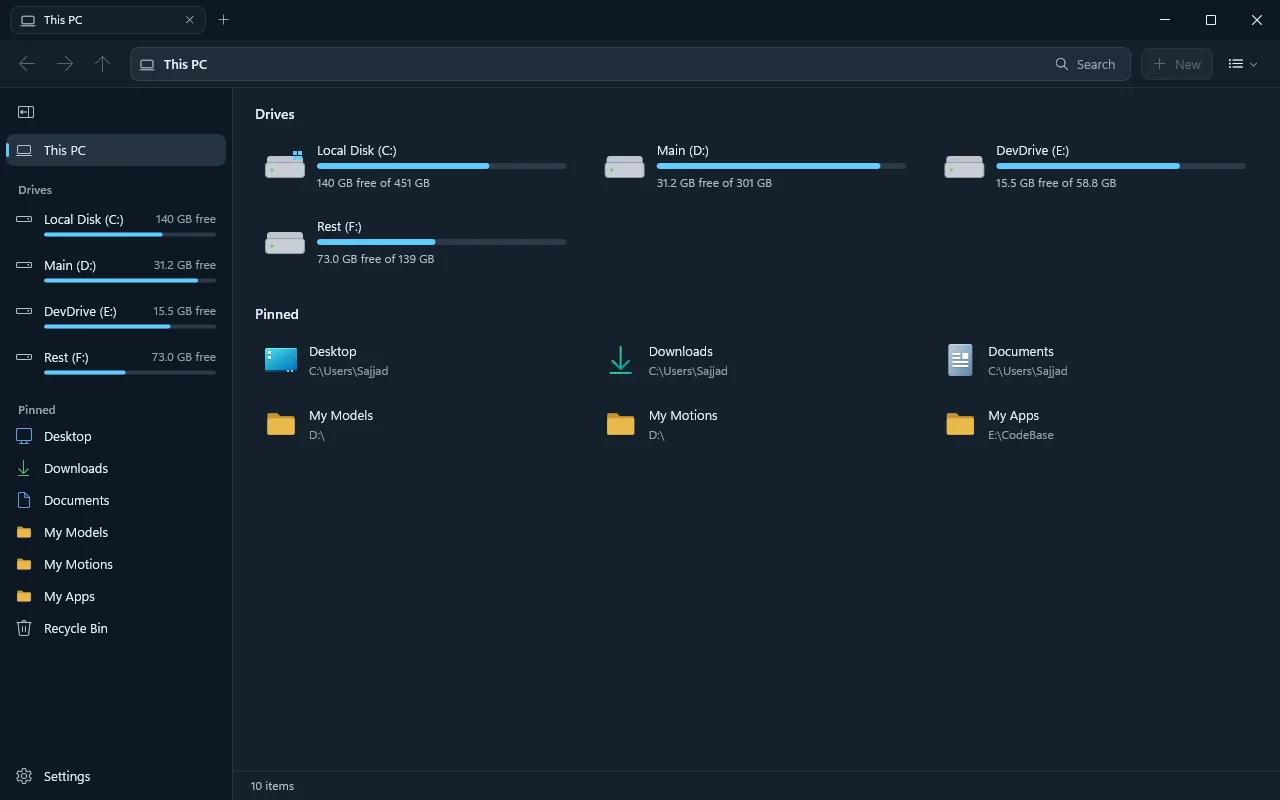 This PC
This PC
Search
New
This PC
Drives
Local Disk (C:) 140 GB free
Main (D:) 31.2 GB free
DevDrive (E:) 15.5 GB free
Rest (F:) 73.0 GB free
Pinned
Desktop
Downloads
Documents
My Models
My Motions
My Apps
Recycle Bin
Settings
Drives
Local Disk (C:)
140 GB free of 451 GB
Main (D:)
31.2 GB free of 301 GB
DevDrive (E:)
15.5 GB free of 58.8 GB
Rest (F:)
73.0 GB free of 139 GB
Pinned
Desktop
C:\Users\Sajjad
Downloads
C:\Users\Sajjad
Documents
C:\Users\Sajjad
My Models
D:\
My Motions
D:\
My Apps
E:\CodeBase
10 items